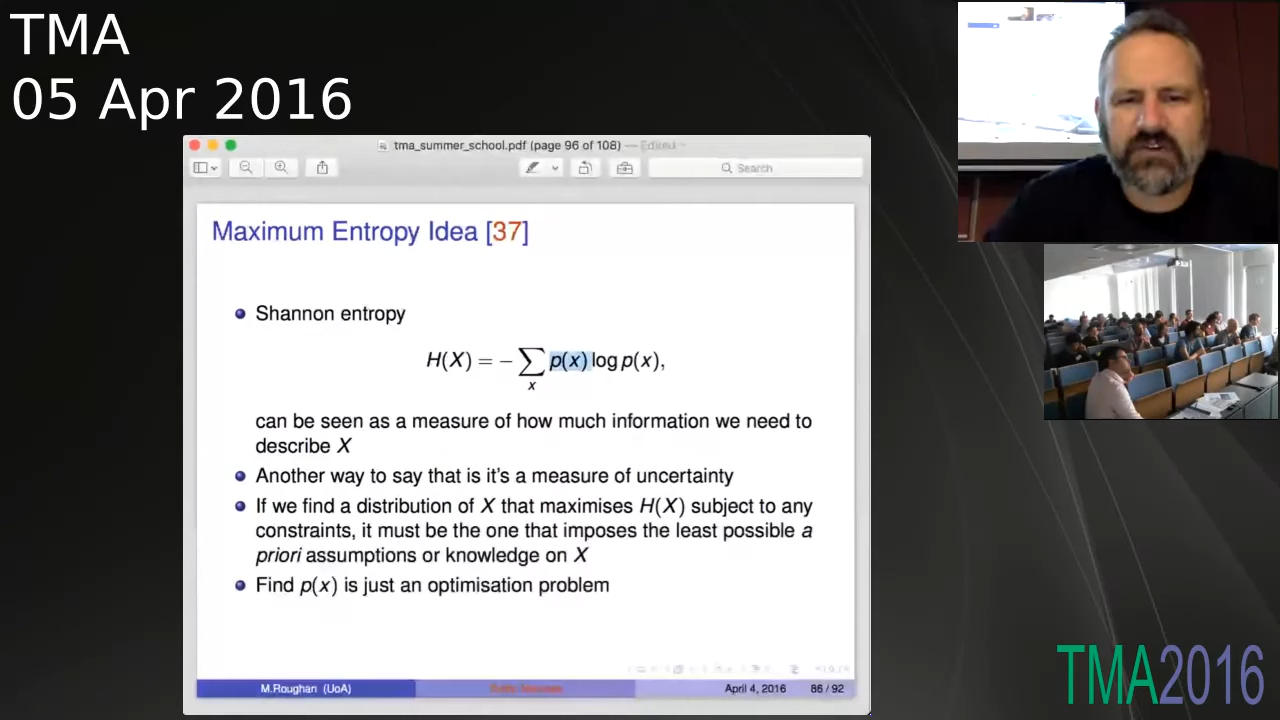 TMA
05 Apr 2016
tma_summer_school.pdf (page 96 of 108) — Edited
Search
Maximum Entropy Idea [37]
Shannon entropy
H(X) = − ∑ p(x) log p(x),
x
can be seen as a measure of how much information we need to
describe X
Another way to say that is it's a measure of uncertainty
If we find a distribution of X that maximises H(X) subject to any
constraints, it must be the one that imposes the least possible a
priori assumptions or knowledge on X
Find p(x) is just an optimisation problem
M.Roughan (UoA)
April 4, 2016
86 / 92
TMA2016